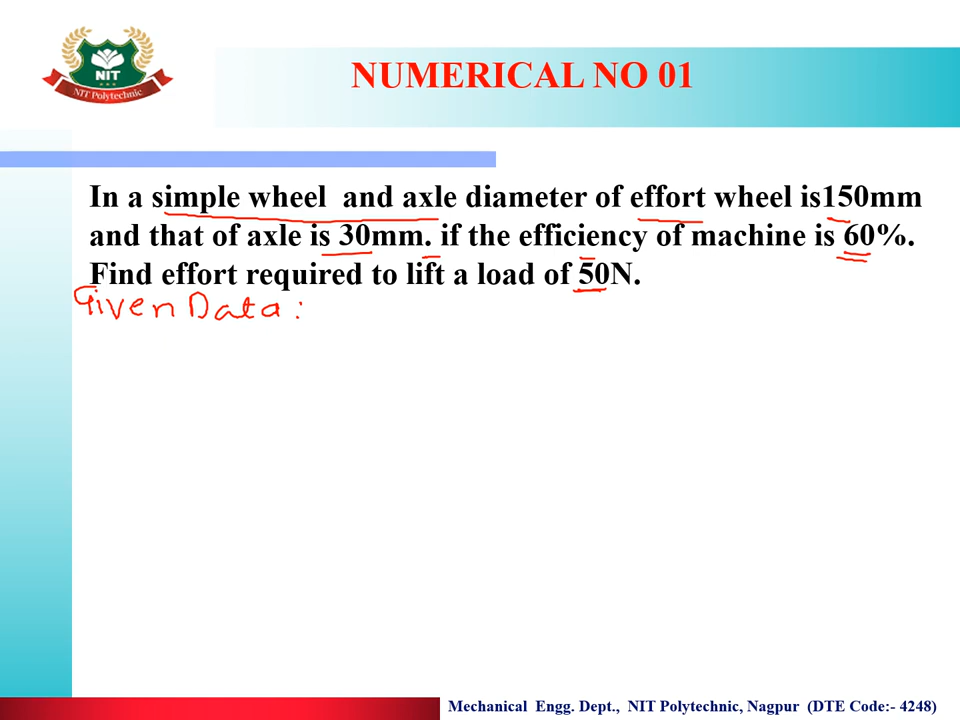 NIT
NIT Polytechnic
NUMERICAL NO 01
In a simple wheel and axle diameter of effort wheel is150mm
and that of axle is 30mm. if the efficiency of machine is 60%.
Find effort required to lift a load of 50N.
Given Data :
Mechanical Engg. Dept., NIT Polytechnic, Nagpur (DTE Code:- 4248)